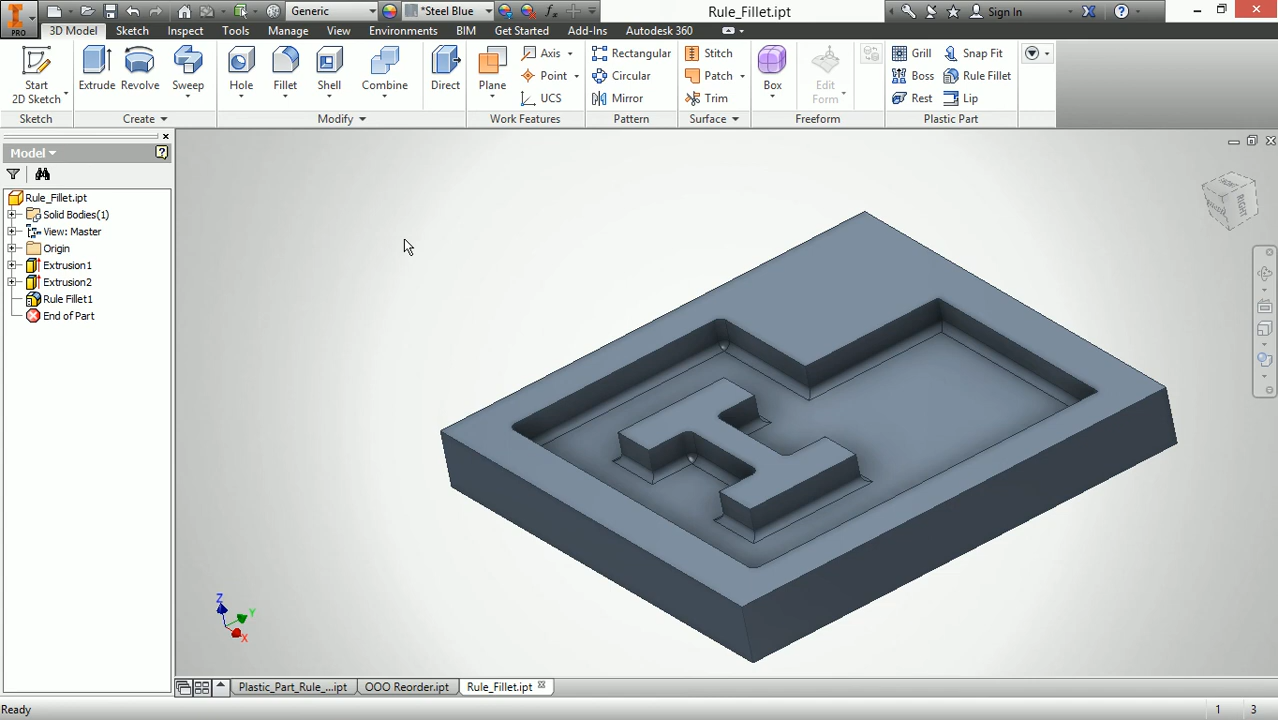 PRO
Generic
*Steel Blue
Rule_Fillet.ipt
Sign In
3D Model Sketch Inspect Tools Manage View Environments BIM Get Started Add-Ins Autodesk 360
Start
2D Sketch
Extrude
Revolve
Sweep
Hole
Fillet
Shell
Combine
Direct
Plane
Axis
Point
UCS
Rectangular
Circular
Mirror
Stitch
Patch
Trim
Box
Edit
Form
Grill
Boss
Rest
Snap Fit
Rule Fillet
Lip
Sketch Create Modify Work Features Pattern Surface Freeform Plastic Part
Model
Rule_Fillet.ipt
Solid Bodies(1)
View: Master
Origin
Extrusion1
Extrusion2
Rule Fillet1
End of Part
RIGHT
Z
Y
X
Plastic_Part_Rule_...ipt OOO Reorder.ipt Rule_Fillet.ipt
Ready 1 3